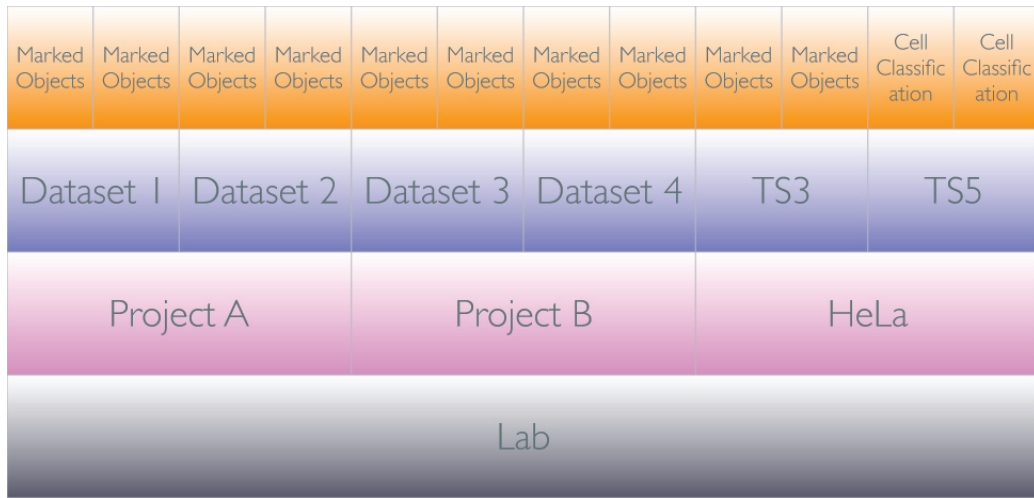 Marked Objects
Marked Objects
Marked Objects
Marked Objects
Marked Objects
Marked Objects
Marked Objects
Marked Objects
Marked Objects
Marked Objects
Cell Classific ation
Cell Classific ation
Dataset 1
Dataset 2
Dataset 3
Dataset 4
TS3
TS5
Project A
Project B
HeLa
Lab